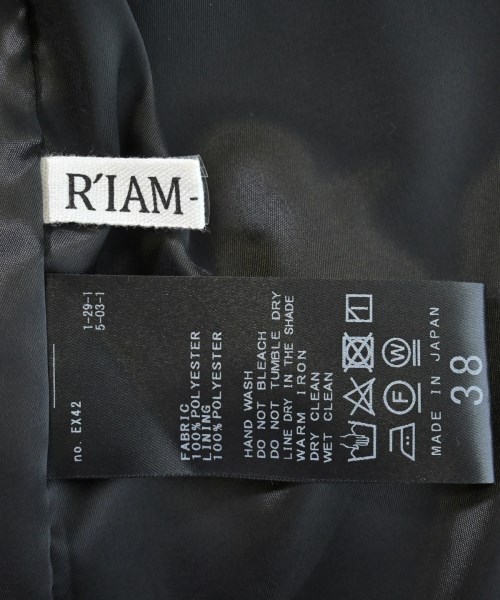 R'IAM-
no. EX42
1-29-1
5-03-1
FABRIC
100%POLYESTER
LINING
100%POLYESTER
HAND WASH
DO NOT BLEACH
DO NOT TUMBLE DRY
LINE DRY IN THE SHADE
WARM IRON
DRY CLEAN
WET CLEAN
F W
MADE IN JAPAN
38